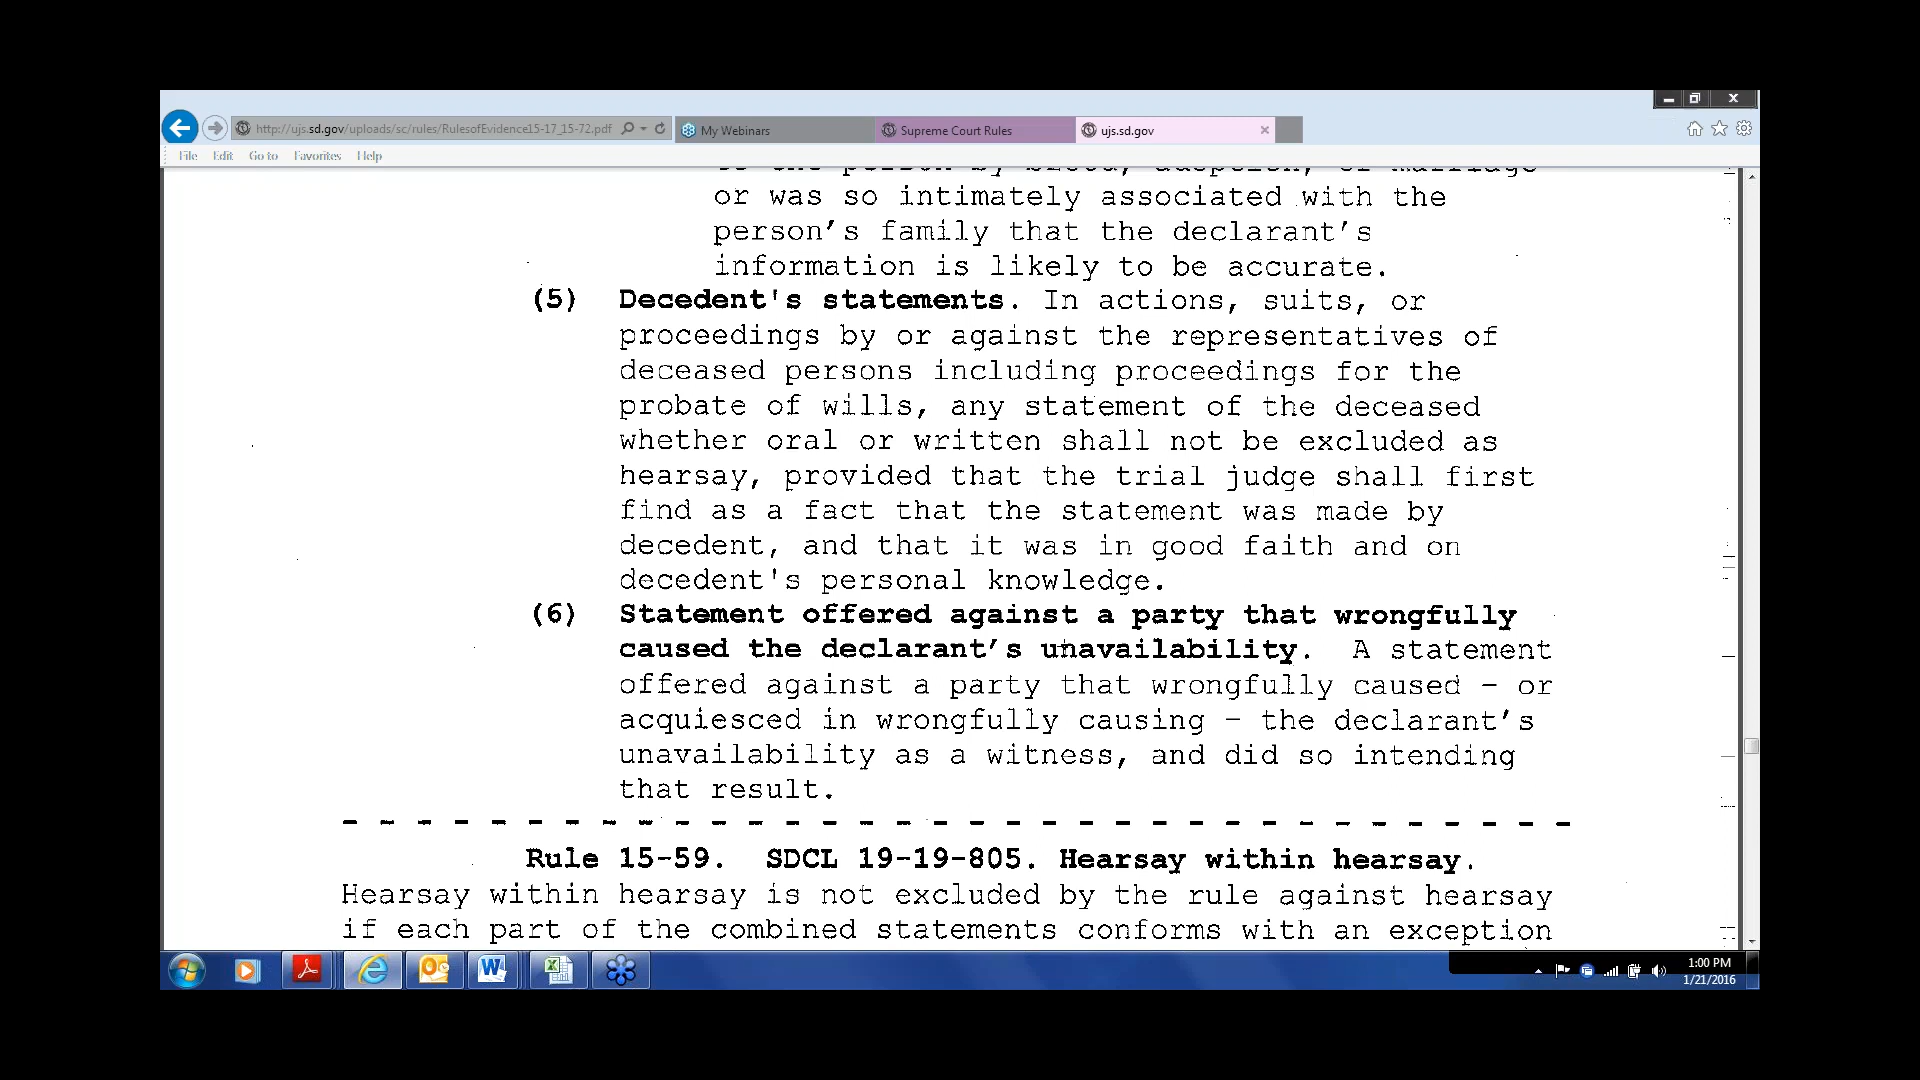 http://ujs.sd.gov/uploads/sc/rules/RulesofEvidence15-17_15-72.pdf
My Webinars
Supreme Court Rules
ujs.sd.gov
File Edit Go to Favorites Help
to the person by blood, adoption, or marriage
or was so intimately associated with the
person's family that the declarant's
information is likely to be accurate.
(5) Decedent's statements. In actions, suits, or
proceedings by or against the representatives of
deceased persons including proceedings for the
probate of wills, any statement of the deceased
whether oral or written shall not be excluded as
hearsay, provided that the trial judge shall first
find as a fact that the statement was made by
decedent, and that it was in good faith and on
decedent's personal knowledge.
(6) Statement offered against a party that wrongfully
caused the declarant's unavailability. A statement
offered against a party that wrongfully caused – or
acquiesced in wrongfully causing – the declarant's
unavailability as a witness, and did so intending
that result.
Rule 15-59. SDCL 19-19-805. Hearsay within hearsay.
Hearsay within hearsay is not excluded by the rule against hearsay
if each part of the combined statements conforms with an exception
1:00 PM
1/21/2016